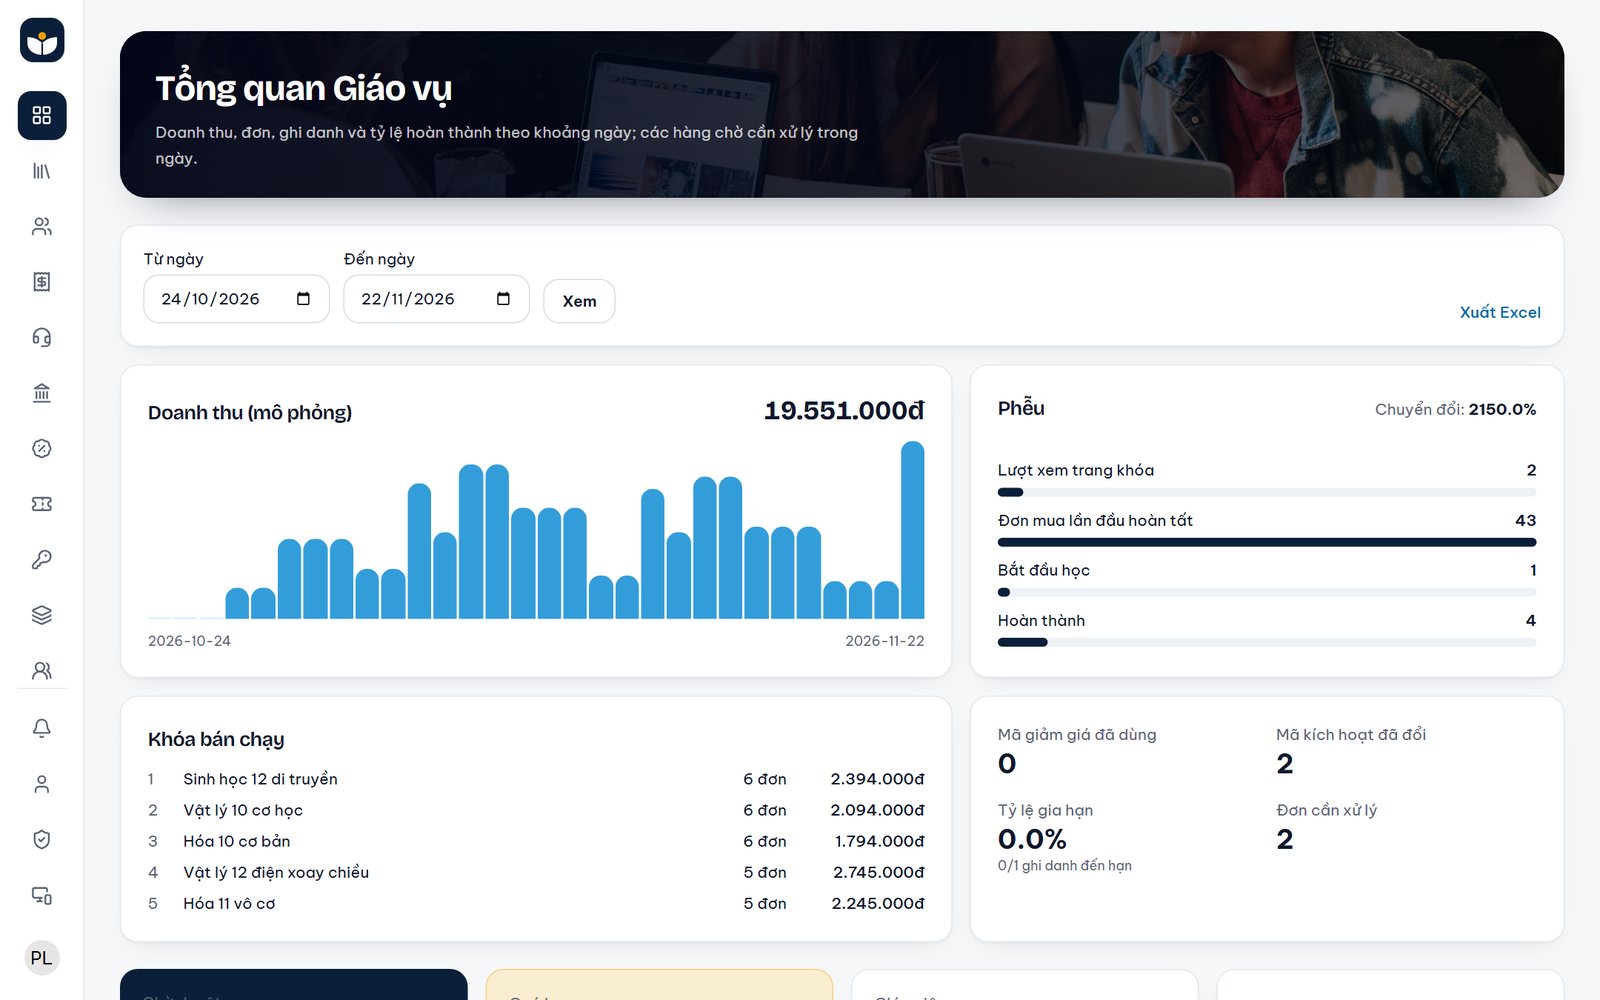 Tổng quan Giáo vụ
Doanh thu, đơn, ghi danh và tỷ lệ hoàn thành theo khoảng ngày; các hàng chờ cần xử lý trong
ngày.
Từ ngày
Đến ngày
24/10/2026
22/11/2026
Xem
Xuất Excel
Doanh thu (mô phỏng)
19.551.000đ
2026-10-24
2026-11-22
Phễu
Chuyển đổi: 2150.0%
Lượt xem trang khóa
2
Đơn mua lần đầu hoàn tất
43
Bắt đầu học
1
Hoàn thành
4
Khóa bán chạy
1 Sinh học 12 di truyền 6 đơn 2.394.000đ
2 Vật lý 10 cơ học 6 đơn 2.094.000đ
3 Hóa 10 cơ bản 6 đơn 1.794.000đ
4 Vật lý 12 điện xoay chiều 5 đơn 2.745.000đ
5 Hóa 11 vô cơ 5 đơn 2.245.000đ
Mã giảm giá đã dùng
0
Mã kích hoạt đã đổi
2
Tỷ lệ gia hạn
0.0%
0/1 ghi danh đến hạn
Đơn cần xử lý
2
PL